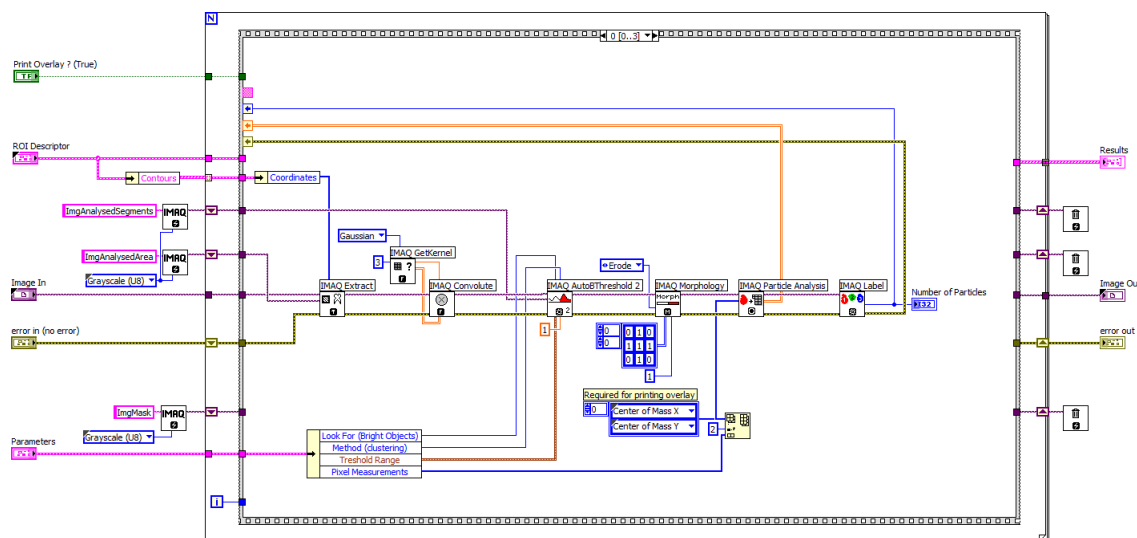 N
0 [0..3]
Print Overlay ? (True)
TF
ROI Descriptor
Contours
Coordinates
Results
ImgAnalysedSegments
IMAQ
Gaussian
IMAQ GetKernel
ImgAnalysedArea
IMAQ
3
?
Erode
Grayscale (U8)
Image In
IMAQ Extract
IMAQ Convolute
IMAQ AutoBThreshold 2
IMAQ Morphology
IMAQ Particle Analysis
IMAQ Label
Number of Particles
Image Ou
2
Morph
I32
error in (no error)
1
0
0
0 1 0
1 1 1
0 1 0
error out
1
Required for printing overlay
ImgMask
IMAQ
0
Center of Mass X
Center of Mass Y
2
Grayscale (U8)
Parameters
Look For (Bright Objects)
Method (clustering)
Treshold Range
Pixel Measurements
i